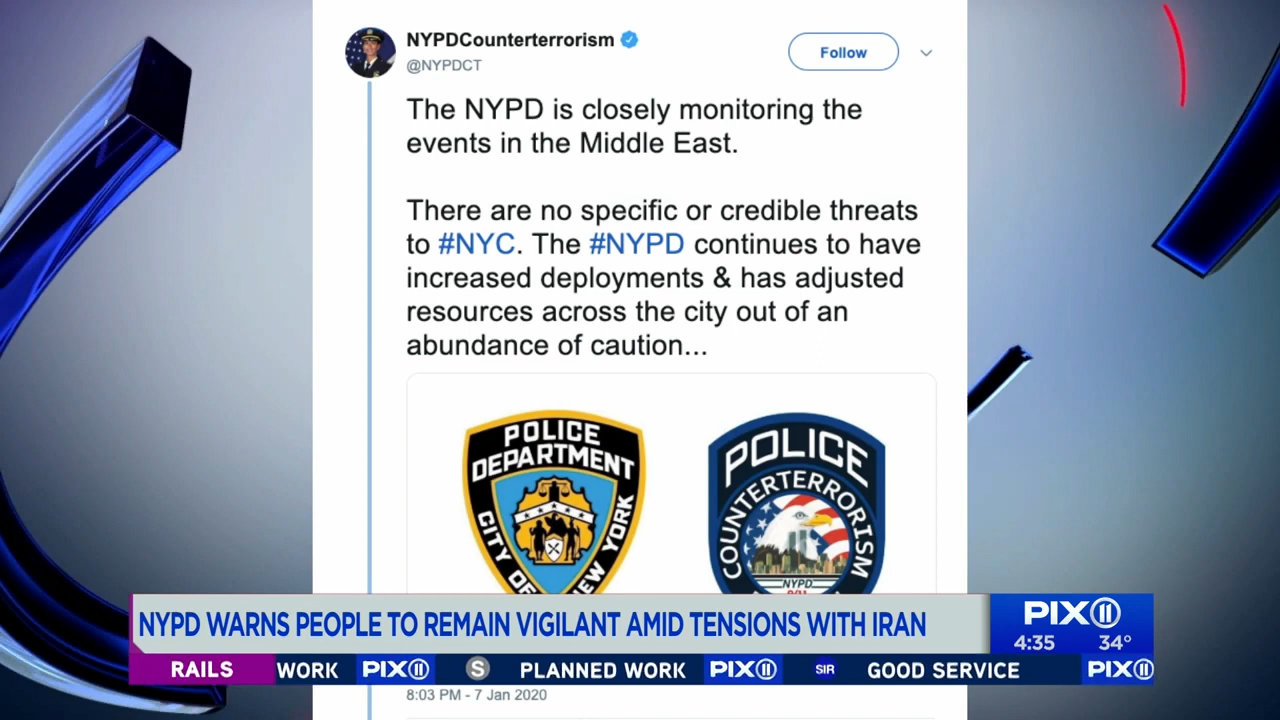 NYPDCounterterrorism
@NYPDCT
Follow
The NYPD is closely monitoring the
events in the Middle East.
There are no specific or credible threats
to #NYC. The #NYPD continues to have
increased deployments & has adjusted
resources across the city out of an
abundance of caution...
POLICE
DEPARTMENT
CITY OF NEW YORK
POLICE
COUNTERTERRORISM
NYPD
NYPD WARNS PEOPLE TO REMAIN VIGILANT AMID TENSIONS WITH IRAN
PIX11
4:35 34°
RAILS WORK PIX11 S PLANNED WORK PIX11 SIR GOOD SERVICE PIX11
8:03 PM - 7 Jan 2020